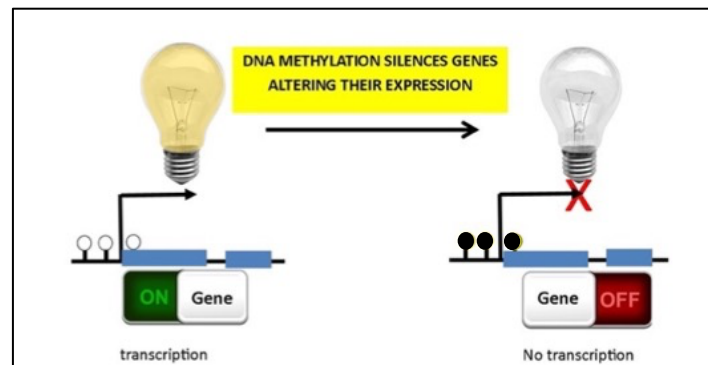 DNA METHYLATION SILENCES GENES
ALTERING THEIR EXPRESSION
X
ON Gene
Gene OFF
transcription
No transcription